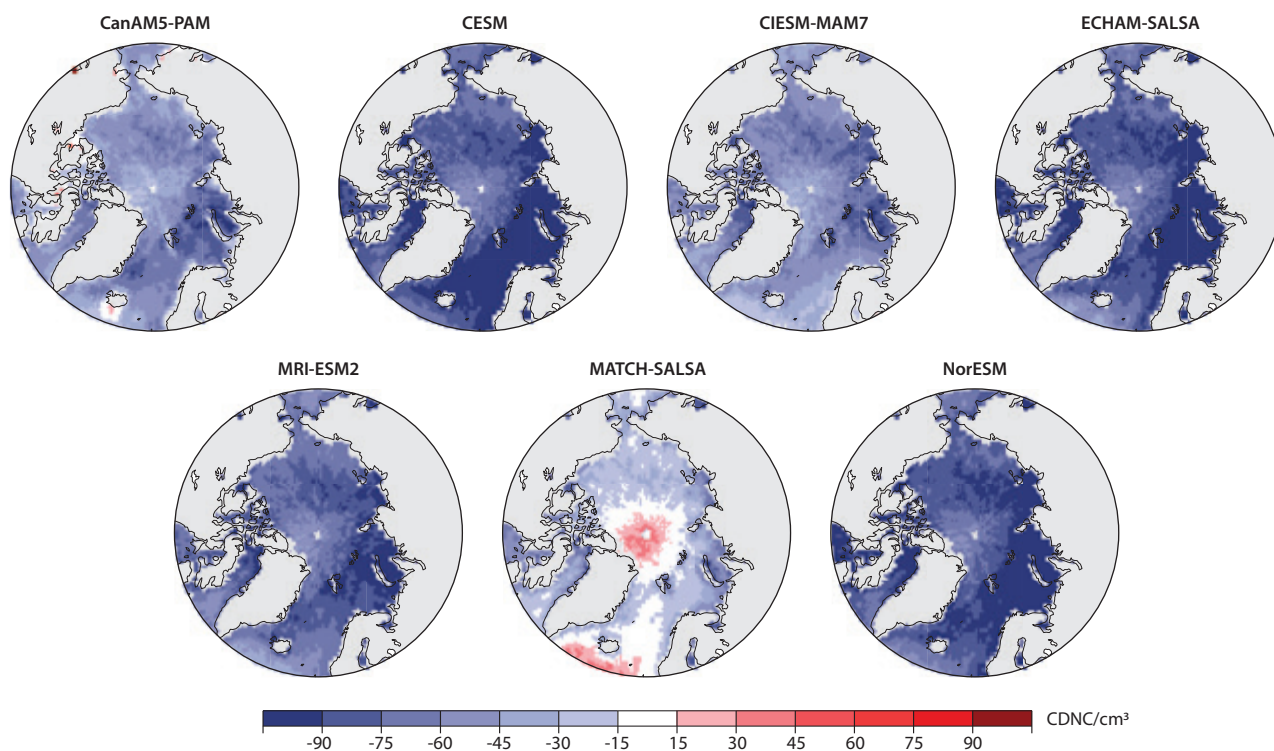 CanAM5-PAM
CESM
CIESM-MAM7
ECHAM-SALSA
MRI-ESM2
MATCH-SALSA
NorESM
CDNC/cm³
-90 -75 -60 -45 -30 -15 15 30 45 60 75 90